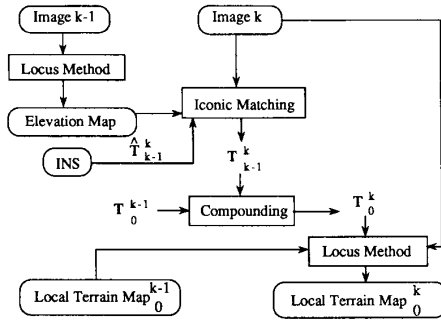 Image k-1
Image k
Locus Method
Iconic Matching
Elevation Map
T̂ k k-1
INS
T k k-1
T k-1 0
Compounding
T k 0
Locus Method
Local Terrain Map k-1 0
Local Terrain Map k 0